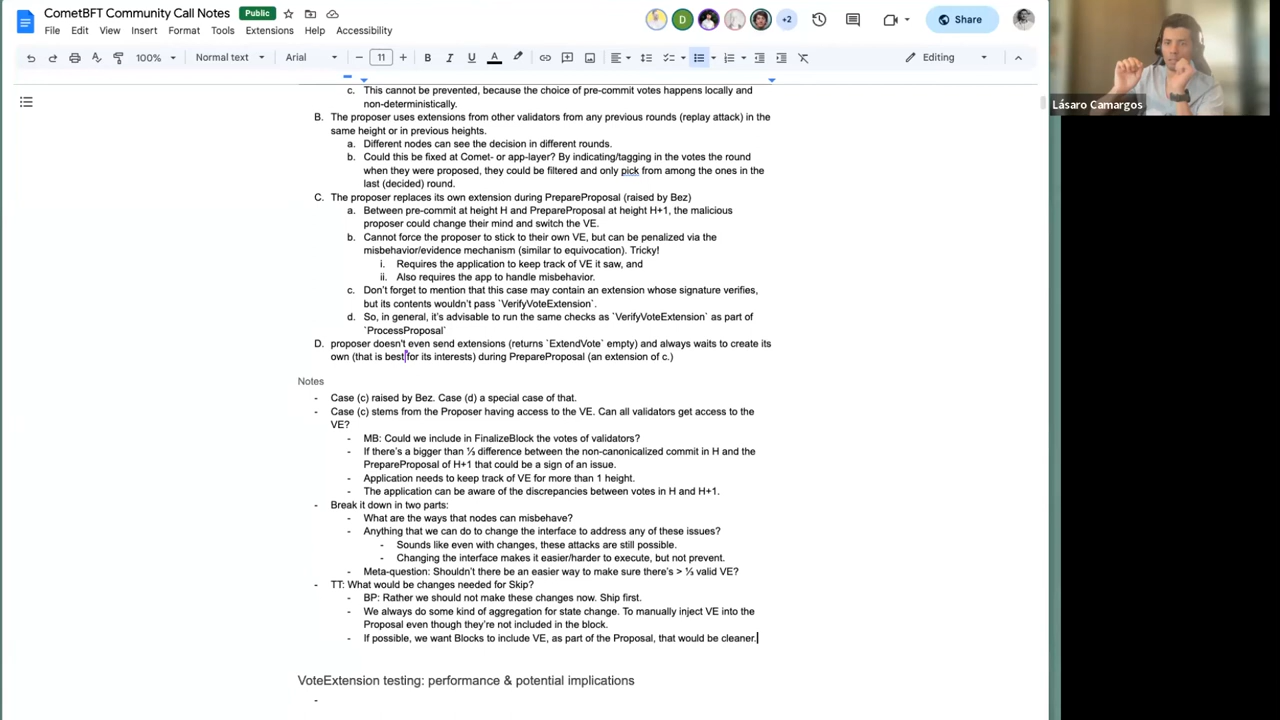 CometBFT Community Call Notes
Public
File Edit View Insert Format Tools Extensions Help Accessibility
D
+2
Share
100%
Normal text
Arial
11
B I U A
Editing
c. This cannot be prevented, because the choice of pre-commit votes happens locally and
non-deterministically.
B. The proposer uses extensions from other validators from any previous rounds (replay attack) in the
same height or in previous heights.
a. Different nodes can see the decision in different rounds.
b. Could this be fixed at Comet- or app-layer? By indicating/tagging in the votes the round
when they were proposed, they could be filtered and only pick from among the ones in the
last (decided) round.
C. The proposer replaces its own extension during PrepareProposal (raised by Bez)
a. Between pre-commit at height H and PrepareProposal at height H+1, the malicious
proposer could change their mind and switch the VE.
b. Cannot force the proposer to stick to their own VE, but can be penalized via the
misbehavior/evidence mechanism (similar to equivocation). Tricky!
i. Requires the application to keep track of VE it saw, and
ii. Also requires the app to handle misbehavior.
c. Don't forget to mention that this case may contain an extension whose signature verifies,
but its contents wouldn't pass `VerifyVoteExtension`.
d. So, in general, it's advisable to run the same checks as `VerifyVoteExtension` as part of
`ProcessProposal`
D. proposer doesn't even send extensions (returns `ExtendVote` empty) and always waits to create its
own (that is best for its interests) during PrepareProposal (an extension of c.)
Notes
- Case (c) raised by Bez. Case (d) a special case of that.
- Case (c) stems from the Proposer having access to the VE. Can all validators get access to the
VE?
- MB: Could we include in FinalizeBlock the votes of validators?
- If there's a bigger than ⅓ difference between the non-canonicalized commit in H and the
PrepareProposal of H+1 that could be a sign of an issue.
- Application needs to keep track of VE for more than 1 height.
- The application can be aware of the discrepancies between votes in H and H+1.
- Break it down in two parts:
- What are the ways that nodes can misbehave?
- Anything that we can do to change the interface to address any of these issues?
- Sounds like even with changes, these attacks are still possible.
- Changing the interface makes it easier/harder to execute, but not prevent.
- Meta-question: Shouldn't there be an easier way to make sure there's > ⅓ valid VE?
- TT: What would be changes needed for Skip?
- BP: Rather we should not make these changes now. Ship first.
- We always do some kind of aggregation for state change. To manually inject VE into the
Proposal even though they're not included in the block.
- If possible, we want Blocks to include VE, as part of the Proposal, that would be cleaner.
VoteExtension testing: performance & potential implications
-
Lásaro Camargos